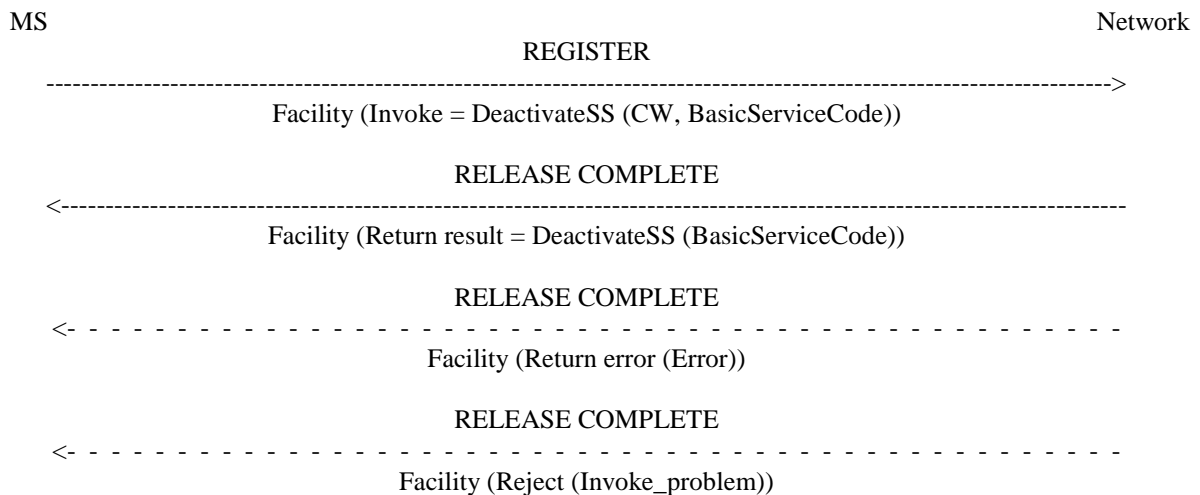 MS Network
REGISTER
Facility (Invoke = DeactivateSS (CW, BasicServiceCode))
RELEASE COMPLETE
Facility (Return result = DeactivateSS (BasicServiceCode))
RELEASE COMPLETE
Facility (Return error (Error))
RELEASE COMPLETE
Facility (Reject (Invoke_problem))